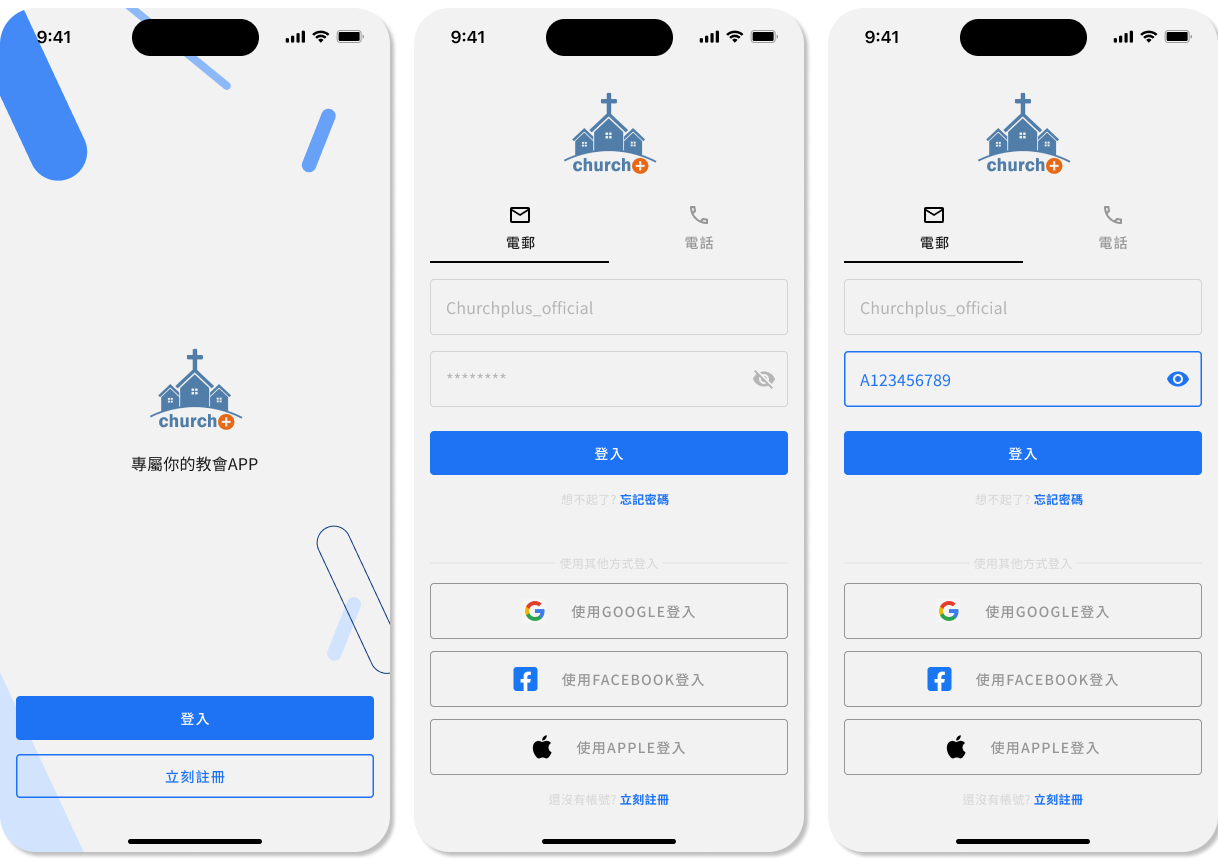 9:41
church+
專屬你的教會APP
登入
立刻註冊
9:41
church+
電郵
電話
Churchplus_official
********
登入
想不起了? 忘記密碼
使用其他方式登入
使用GOOGLE登入
使用FACEBOOK登入
使用APPLE登入
還沒有帳號? 立刻註冊
9:41
church+
電郵
電話
Churchplus_official
A123456789
登入
想不起了? 忘記密碼
使用其他方式登入
使用GOOGLE登入
使用FACEBOOK登入
使用APPLE登入
還沒有帳號? 立刻註冊